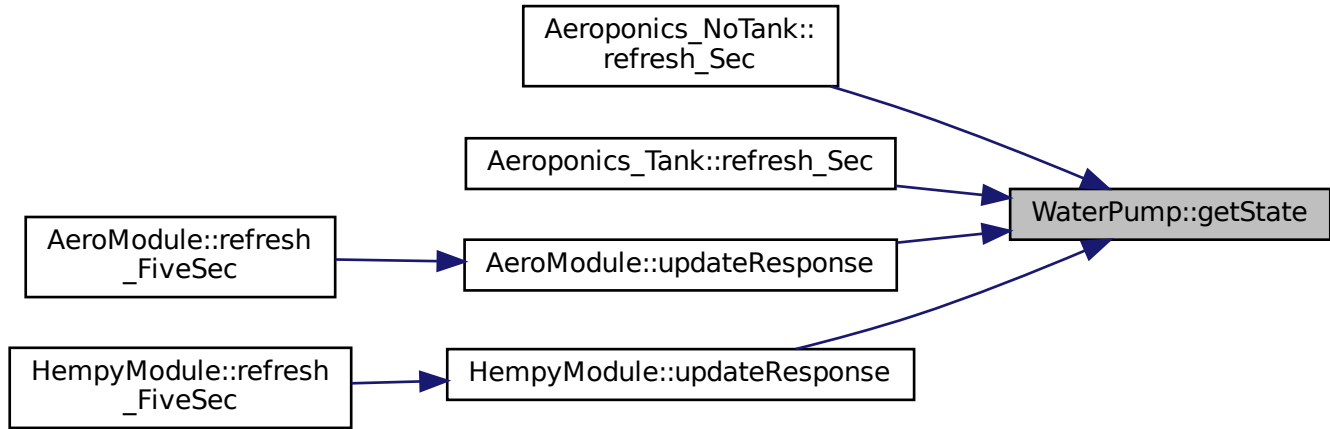 Aeroponics_NoTank::
refresh_Sec
Aeroponics_Tank::refresh_Sec
WaterPump::getState
AeroModule::refresh
_FiveSec
AeroModule::updateResponse
HempyModule::refresh
_FiveSec
HempyModule::updateResponse